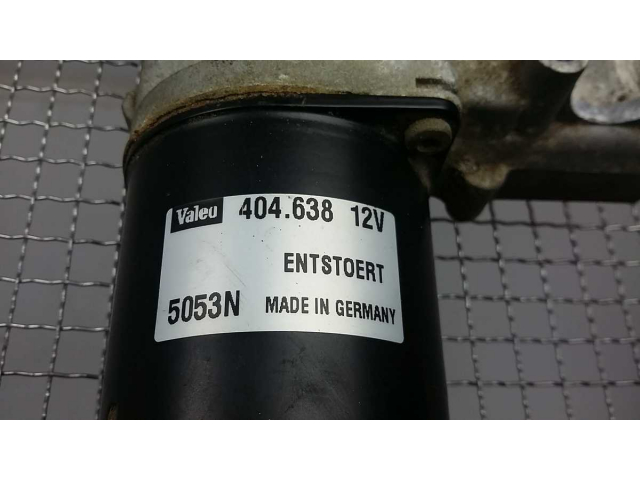 Valeo 404.638 12V
ENTSTOERT
5053N MADE IN GERMANY